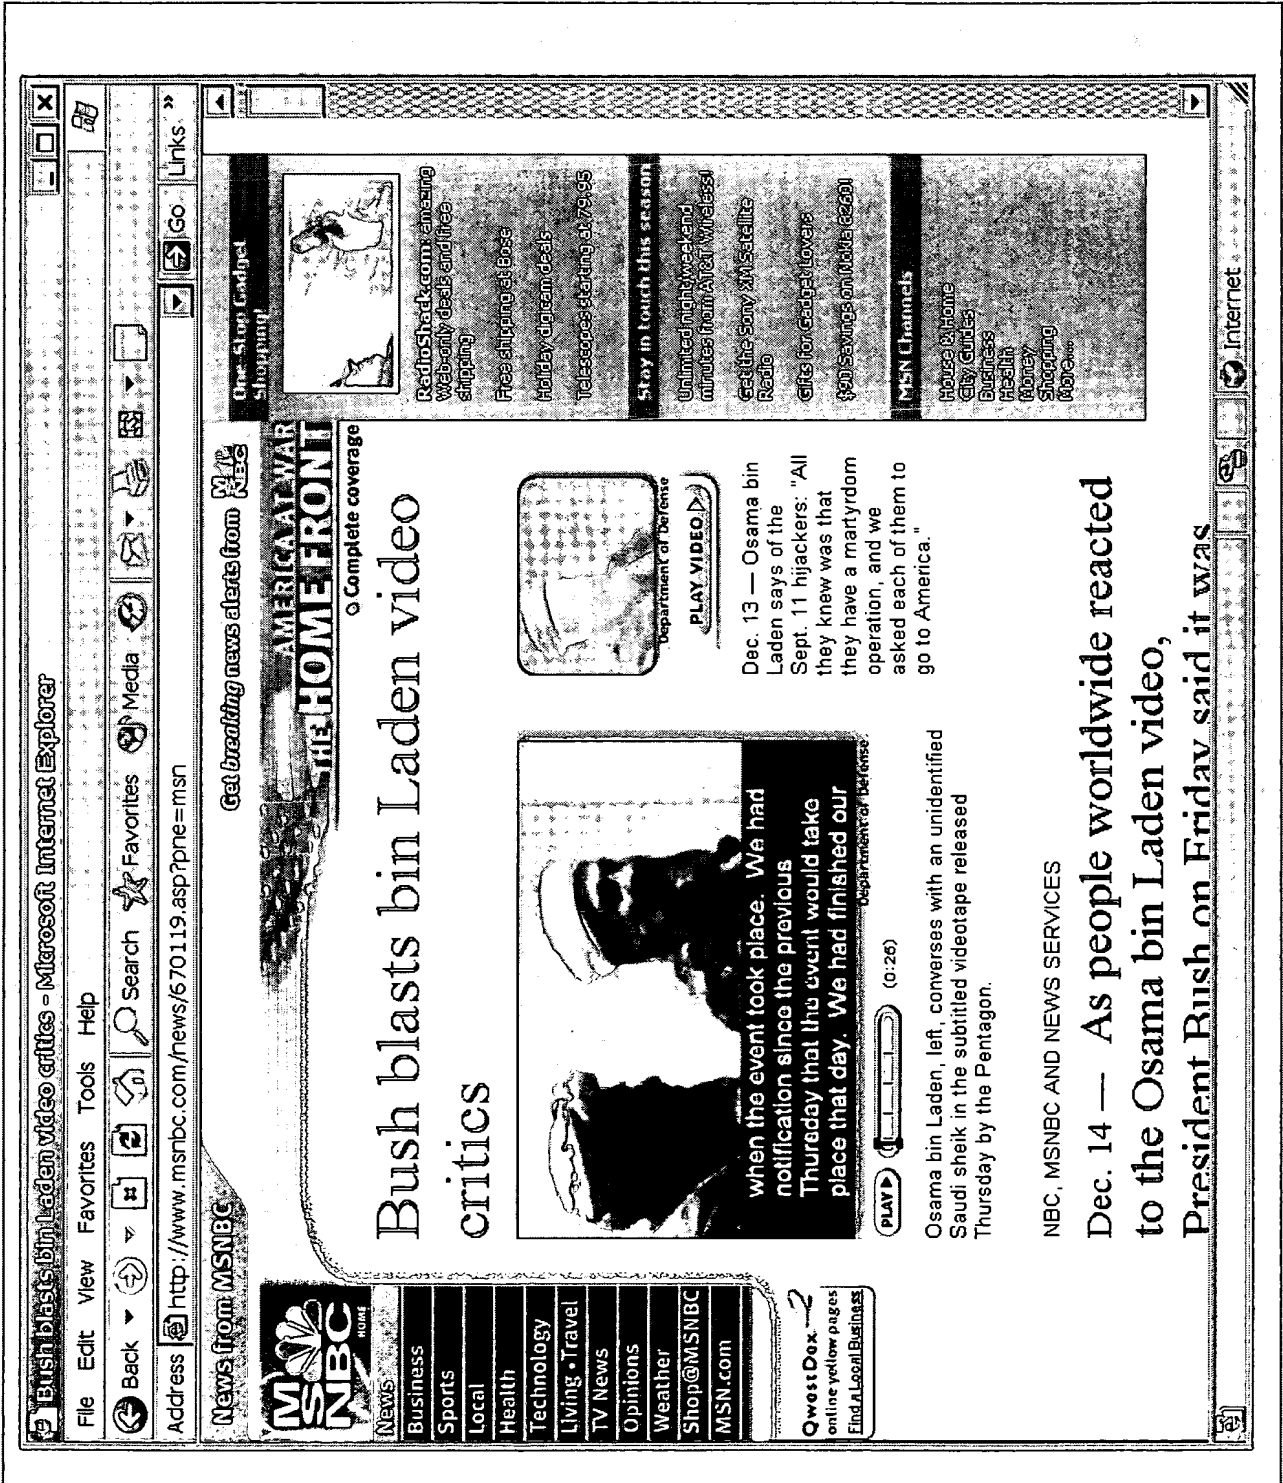 Bush blasts bin Laden video critics - Microsoft Internet Explorer
File Edit View Favorites Tools Help
Back Search Favorites Media
Address http://www.msnbc.com/news/670119.asp?pne=msn Go Links »
News from MSNBC
Get breaking news alerts from MSNBC
MSNBC
HOME
News
Business
Sports
Local
Health
Technology
Living • Travel
TV News
Opinions
Weather
Shop@MSNBC
MSN.com
QwestDex
online yellow pages
Find A Local Business
AMERICA AT WAR
THE HOME FRONT
Complete coverage
Bush blasts bin Laden video
critics
when the event took place. We had
notification since the previous
Thursday that the event would take
place that day. We had finished our
Department of Defense
PLAY (0:26)
Osama bin Laden, left, converses with an unidentified
Saudi sheik in the subtitled videotape released
Thursday by the Pentagon.
Department of Defense
PLAY VIDEO
Dec. 13 — Osama bin
Laden says of the
Sept. 11 hijackers: "All
they knew was that
they have a martyrdom
operation, and we
asked each of them to
go to America."
NBC, MSNBC AND NEWS SERVICES
Dec. 14 — As people worldwide reacted
to the Osama bin Laden video,
President Bush on Friday said it was
One Stop Gadget
Shopping!
RadioShack.com: amazing
Web-only deals and free
shipping
Free shipping at Bose
Holiday digicam deals
Telescopes starting at 79.95
Stay in touch this season
Unlimited night/weekend
minutes from AT&T Wireless!
Get the Sony XM Satellite
Radio
Gifts for Gadget Lovers
$90 savings on Nokia 8260!
MSN Channels
House & Home
City Guides
Business
Health
Money
Shopping
More...
Internet